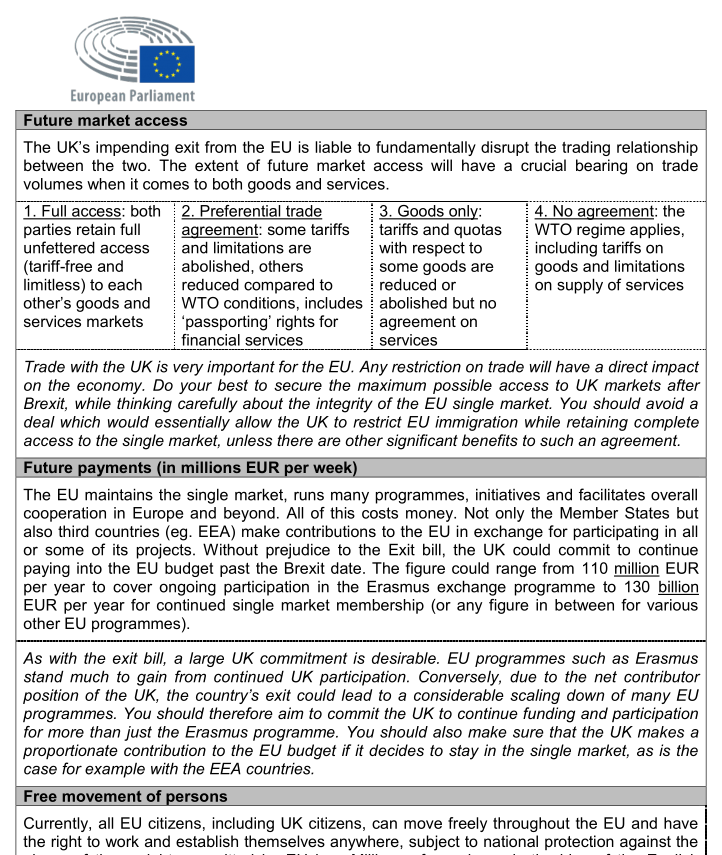 European Parliament
Future market access
The UK's impending exit from the EU is liable to fundamentally disrupt the trading relationship
between the two. The extent of future market access will have a crucial bearing on trade
volumes when it comes to both goods and services.
1. Full access: both
parties retain full
unfettered access
(tariff-free and
limitless) to each
other's goods and
services markets
2. Preferential trade
agreement: some tariffs
and limitations are
abolished, others
reduced compared to
WTO conditions, includes
'passporting' rights for
financial services
3. Goods only:
tariffs and quotas
with respect to
some goods are
reduced or
abolished but no
agreement on
services
4. No agreement: the
WTO regime applies,
including tariffs on
goods and limitations
on supply of services
Trade with the UK is very important for the EU. Any restriction on trade will have a direct impact
on the economy. Do your best to secure the maximum possible access to UK markets after
Brexit, while thinking carefully about the integrity of the EU single market. You should avoid a
deal which would essentially allow the UK to restrict EU immigration while retaining complete
access to the single market, unless there are other significant benefits to such an agreement.
Future payments (in millions EUR per week)
The EU maintains the single market, runs many programmes, initiatives and facilitates overall
cooperation in Europe and beyond. All of this costs money. Not only the Member States but
also third countries (eg. EEA) make contributions to the EU in exchange for participating in all
or some of its projects. Without prejudice to the Exit bill, the UK could commit to continue
paying into the EU budget past the Brexit date. The figure could range from 110 million EUR
per year to cover ongoing participation in the Erasmus exchange programme to 130 billion
EUR per year for continued single market membership (or any figure in between for various
other EU programmes).
As with the exit bill, a large UK commitment is desirable. EU programmes such as Erasmus
stand much to gain from continued UK participation. Conversely, due to the net contributor
position of the UK, the country's exit could lead to a considerable scaling down of many EU
programmes. You should therefore aim to commit the UK to continue funding and participation
for more than just the Erasmus programme. You should also make sure that the UK makes a
proportionate contribution to the EU budget if it decides to stay in the single market, as is the
case for example with the EEA countries.
Free movement of persons
Currently, all EU citizens, including UK citizens, can move freely throughout the EU and have
the right to work and establish themselves anywhere, subject to national protection against the